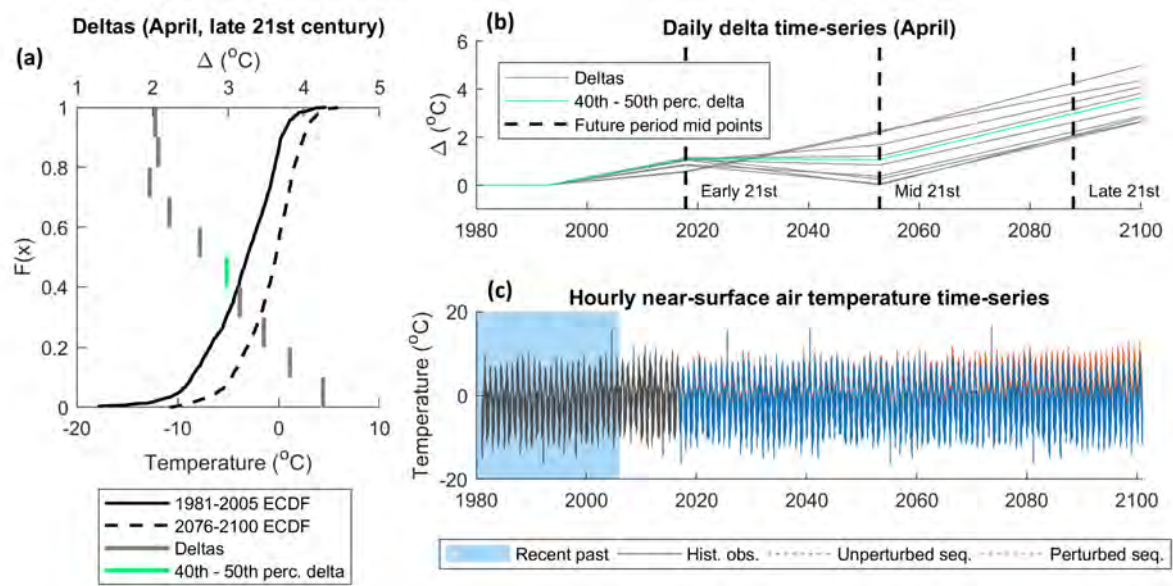 Deltas (April, late 21st century)
(a)
Δ (°C)
1 2 3 4 5
1
0.8
0.6
0.4
0.2
0
F(x)
-20 -10 0 10
Temperature (°C)
1981-2005 ECDF
2076-2100 ECDF
Deltas
40th - 50th perc. delta
(b)
Daily delta time-series (April)
6
4
2
0
Δ (°C)
Deltas
40th - 50th perc. delta
Future period mid points
Early 21st
Mid 21st
Late 21st
1980 2000 2020 2040 2060 2080 2100
(c)
Hourly near-surface air temperature time-series
20
0
-20
Temperature (°C)
1980 2000 2020 2040 2060 2080 2100
Recent past
Hist. obs.
Unperturbed seq.
Perturbed seq.